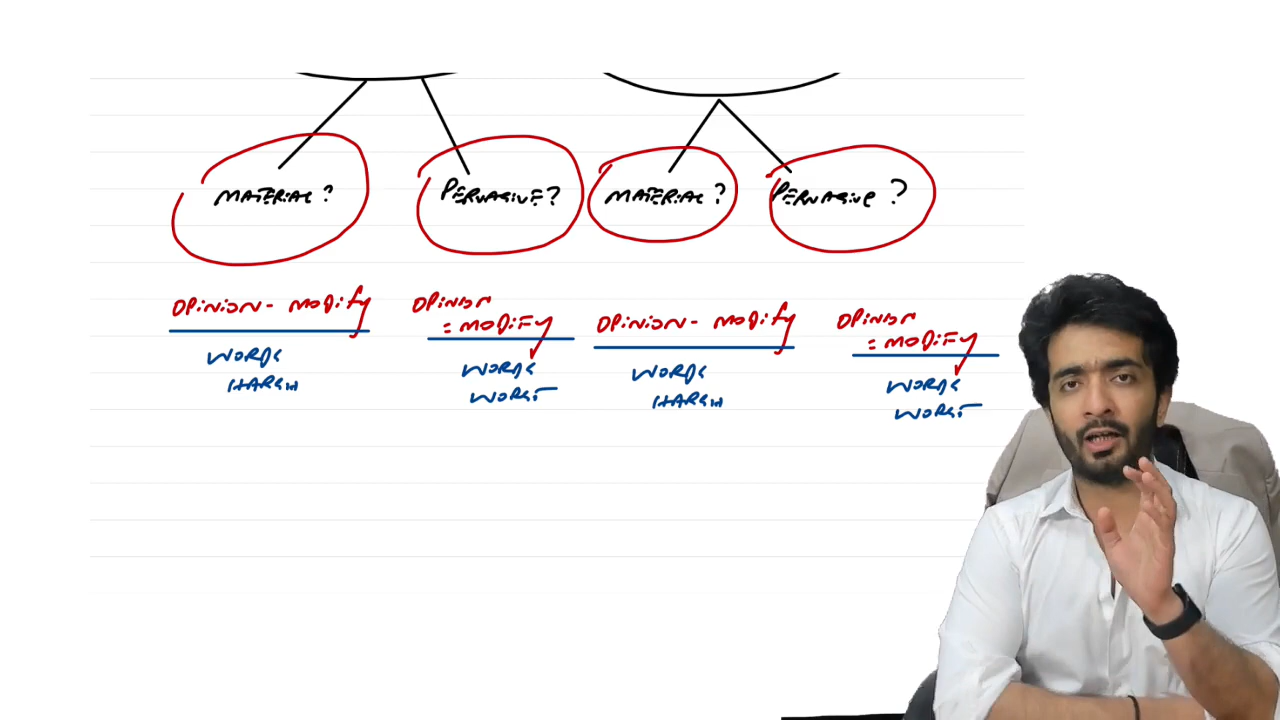 MATERIAL? PERVASIVE? MATERIAL? PERVASIVE?
OPINION- MODIFY OPINION OPINION- MODIFY OPINION
= MODIFY = MODIFY
WORDS WORDS WORDS WORDS
HARSH WORST HARSH WORST